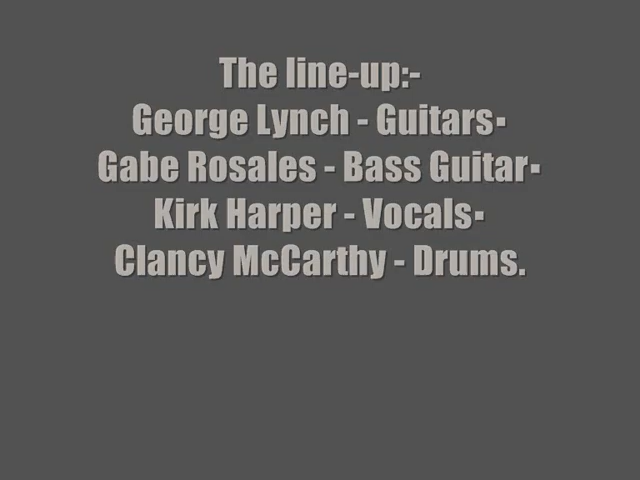 The line-up:-
George Lynch - Guitars▪
Gabe Rosales - Bass Guitar▪
Kirk Harper - Vocals▪
Clancy McCarthy - Drums.